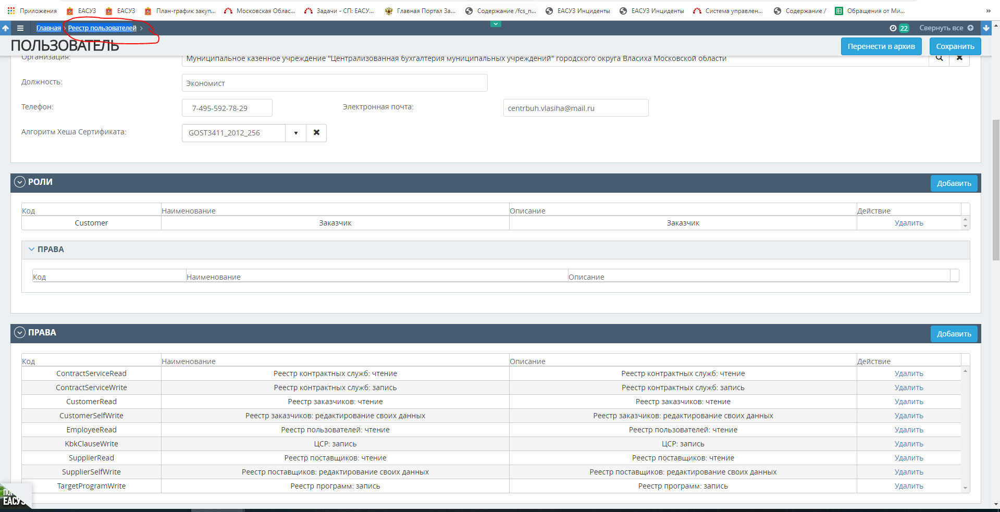 Приложения ЕАСУЗ ЕАСУЗ План-график закуп... Московская Облас... Задачи - СП: ЕАСУ... Главная Портал За... Содержание /fcs_n... ЕАСУЗ Инциденты ЕАСУЗ Инциденты Система управлен... Содержание / Обращения от Ми... »
Главная › Реестр пользователей › 22 Свернуть все
ПОЛЬЗОВАТЕЛЬ Перенести в архив Сохранить
Организация: Муниципальное казенное учреждение "Централизованная бухгалтерия муниципальных учреждений" городского округа Власиха Московской области
Должность: Экономист
Телефон: 7-495-592-78-29 Электронная почта: centrbuh.vlasiha@mail.ru
Алгоритм Хеша Сертификата: GOST3411_2012_256
РОЛИ Добавить
Код Наименование Описание Действие
Customer Заказчик Заказчик Удалить
ПРАВА
Код Наименование Описание
ПРАВА Добавить
Код Наименование Описание Действие
ContractServiceRead Реестр контрактных служб: чтение Реестр контрактных служб: чтение Удалить
ContractServiceWrite Реестр контрактных служб: запись Реестр контрактных служб: запись Удалить
CustomerRead Реестр заказчиков: чтение Реестр заказчиков: чтение Удалить
CustomerSelfWrite Реестр заказчиков: редактирование своих данных Реестр заказчиков: редактирование своих данных Удалить
EmployeeRead Реестр пользователей: чтение Реестр пользователей: чтение Удалить
KbkClauseWrite ЦСР: запись ЦСР: запись Удалить
SupplierRead Реестр поставщиков: чтение Реестр поставщиков: чтение Удалить
SupplierSelfWrite Реестр поставщиков: редактирование своих данных Реестр поставщиков: редактирование своих данных Удалить
TargetProgramWrite Реестр программ: запись Реестр программ: запись Удалить
ЕАСУЗ